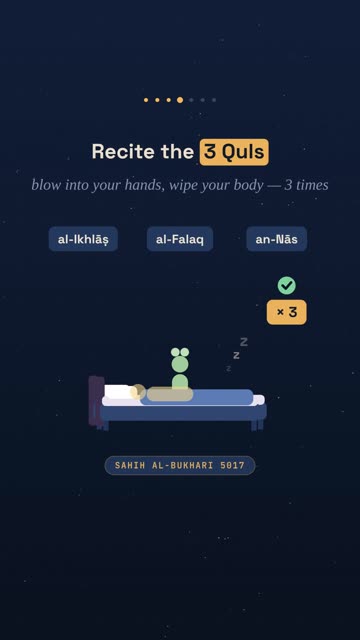 Recite the 3 Quls
blow into your hands, wipe your body — 3 times
al-Ikhlāṣ al-Falaq an-Nās
× 3
z
z
z
SAHIH AL-BUKHARI 5017